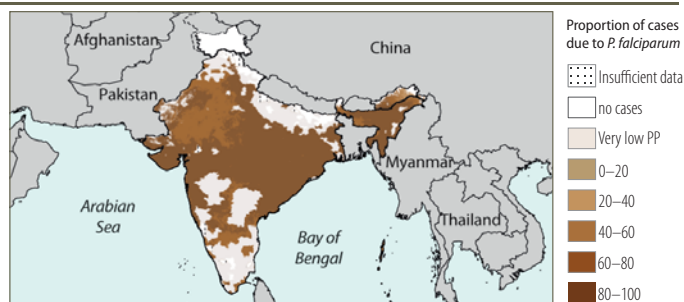 Afghanistan
China
Pakistan
Myanmar
Arabian
Sea
Bay of
Bengal
Thailand
Proportion of cases
due to P. falciparum
Insufficient data
no cases
Very low PP
0–20
20–40
40–60
60–80
80–100